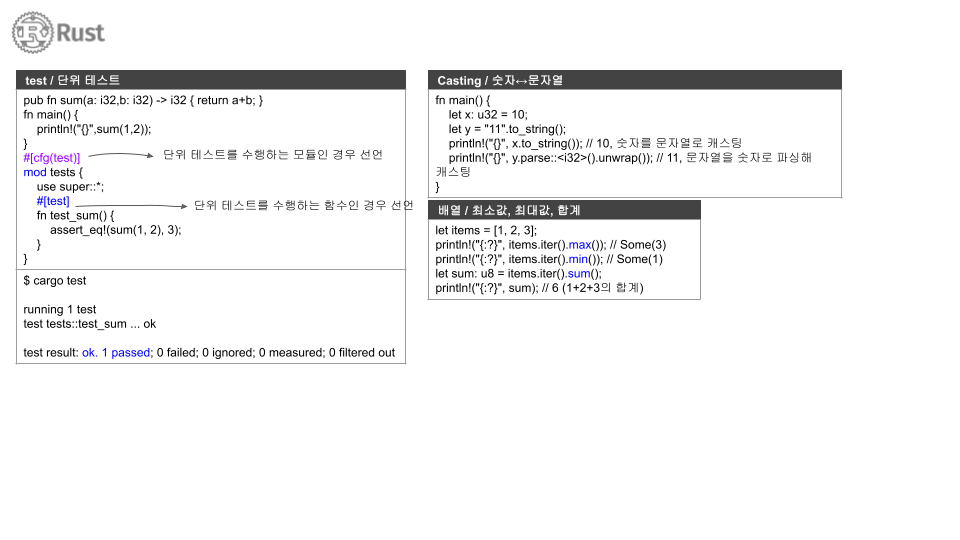 Rust
test / 단위 테스트
pub fn sum(a: i32,b: i32) -> i32 { return a+b; }
fn main() {
    println!("{}",sum(1,2));
}
#[cfg(test)] 단위 테스트를 수행하는 모듈인 경우 선언
mod tests {
    use super::*;
    #[test] 단위 테스트를 수행하는 함수인 경우 선언
    fn test_sum() {
        assert_eq!(sum(1, 2), 3);
    }
}
$ cargo test
running 1 test
test tests::test_sum ... ok
test result: ok. 1 passed; 0 failed; 0 ignored; 0 measured; 0 filtered out
Casting / 숫자↔문자열
fn main() {
    let x: u32 = 10;
    let y = "11".to_string();
    println!("{}", x.to_string()); // 10, 숫자를 문자열로 캐스팅
    println!("{}", y.parse::<i32>().unwrap()); // 11, 문자열을 숫자로 파싱해
캐스팅
}
배열 / 최소값, 최대값, 합계
let items = [1, 2, 3];
println!("{:?}", items.iter().max()); // Some(3)
println!("{:?}", items.iter().min()); // Some(1)
let sum: u8 = items.iter().sum();
println!("{:?}", sum); // 6 (1+2+3의 합계)